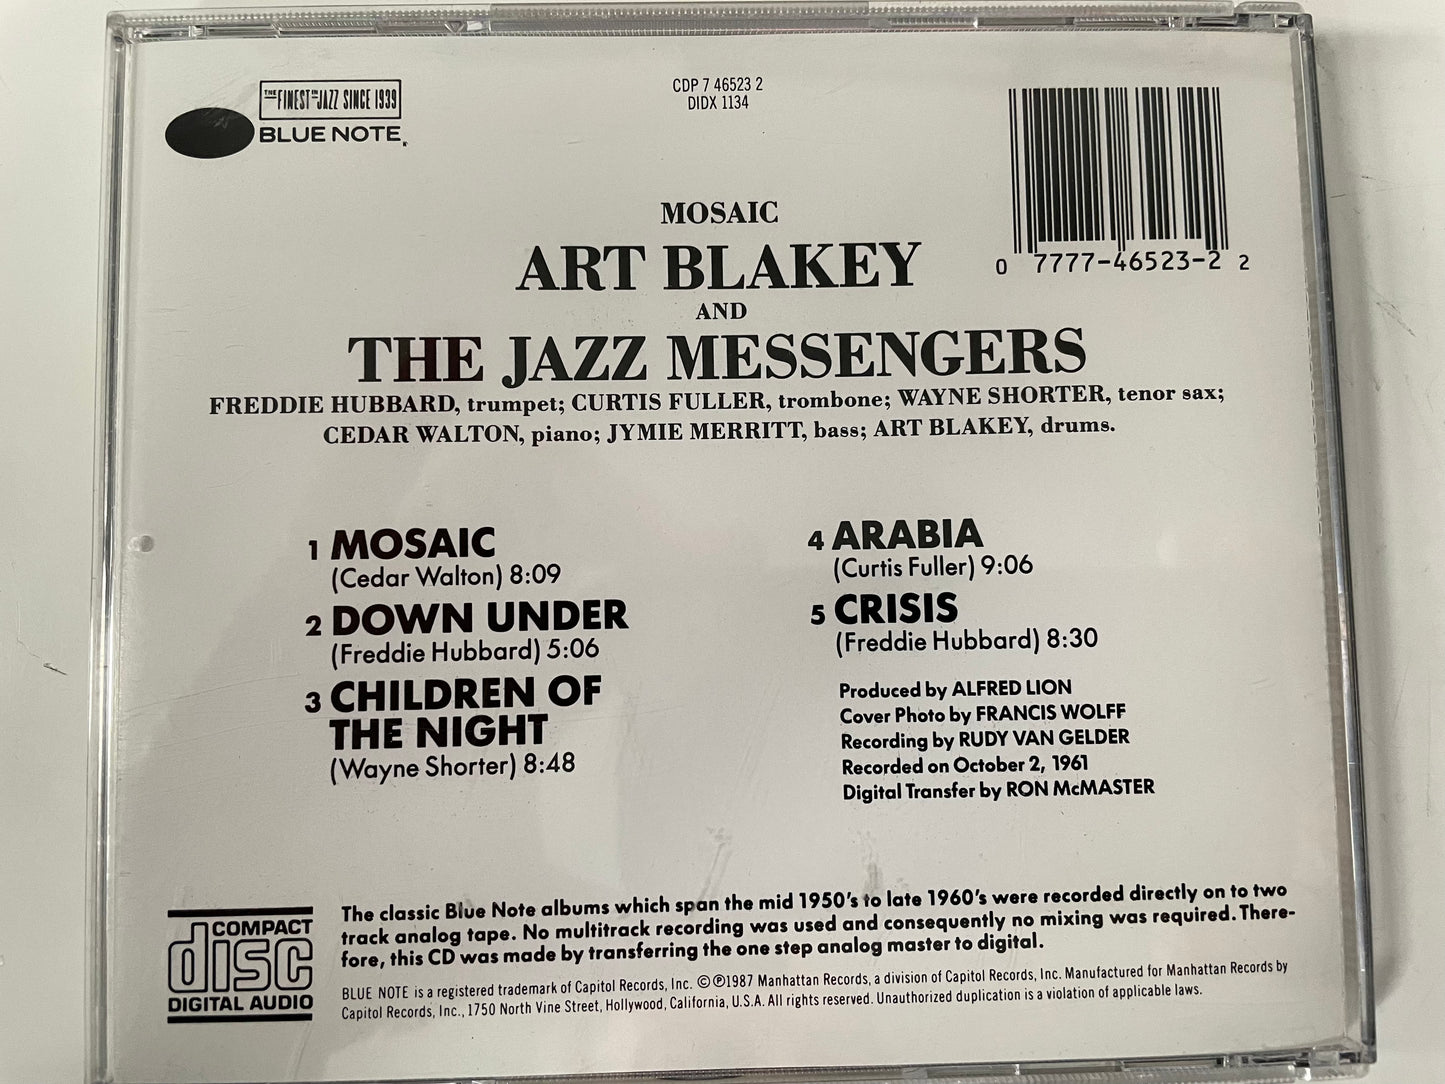 THE FINEST IN JAZZ SINCE 1939
BLUE NOTE
CDP 7 46523 2
DIDX 1134
0 7777-46523-2 2
MOSAIC
ART BLAKEY
AND
THE JAZZ MESSENGERS
FREDDIE HUBBARD, trumpet; CURTIS FULLER, trombone; WAYNE SHORTER, tenor sax;
CEDAR WALTON, piano; JYMIE MERRITT, bass; ART BLAKEY, drums.
1 MOSAIC
(Cedar Walton) 8:09
2 DOWN UNDER
(Freddie Hubbard) 5:06
3 CHILDREN OF
THE NIGHT
(Wayne Shorter) 8:48
4 ARABIA
(Curtis Fuller) 9:06
5 CRISIS
(Freddie Hubbard) 8:30
Produced by ALFRED LION
Cover Photo by FRANCIS WOLFF
Recording by RUDY VAN GELDER
Recorded on October 2, 1961
Digital Transfer by RON McMASTER
COMPACT
disc
DIGITAL AUDIO
The classic Blue Note albums which span the mid 1950's to late 1960's were recorded directly on to two
track analog tape. No multitrack recording was used and consequently no mixing was required. There-
fore, this CD was made by transferring the one step analog master to digital.
BLUE NOTE is a registered trademark of Capitol Records, Inc. ©℗1987 Manhattan Records, a division of Capitol Records, Inc. Manufactured for Manhattan Records by
Capitol Records, Inc., 1750 North Vine Street, Hollywood, California, U.S.A. All rights reserved. Unauthorized duplication is a violation of applicable laws.